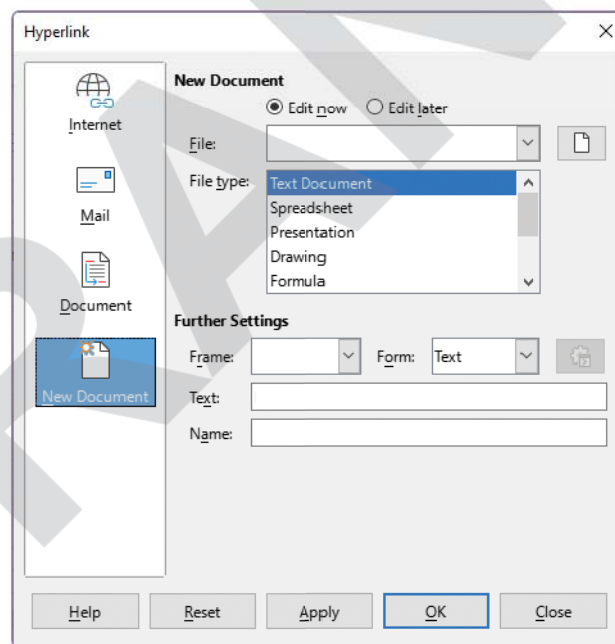 Hyperlink
Internet
Mail
Document
New Document
New Document
Edit now Edit later
File:
File type:
Text Document
Spreadsheet
Presentation
Drawing
Formula
Further Settings
Frame: Form: Text
Text:
Name:
Help Reset Apply OK Close